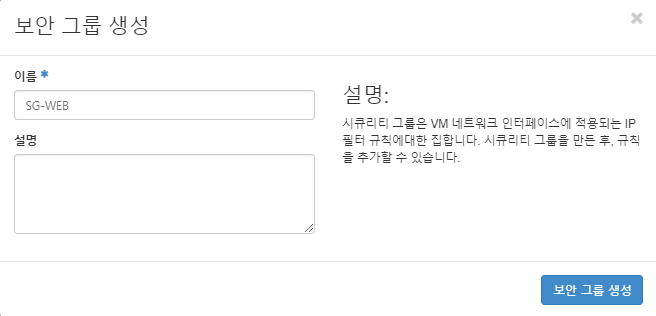 보안 그룹 생성
×
이름 *
SG-WEB
설명
설명:
시큐리티 그룹은 VM 네트워크 인터페이스에 적용되는 IP
필터 규칙에대한 집합니다. 시큐리티 그룹을 만든 후, 규칙
을 추가할 수 있습니다.
보안 그룹 생성